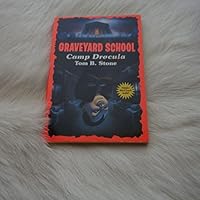 GRAVEYARD SCHOOL
Camp Dracula
Tom B. Stone